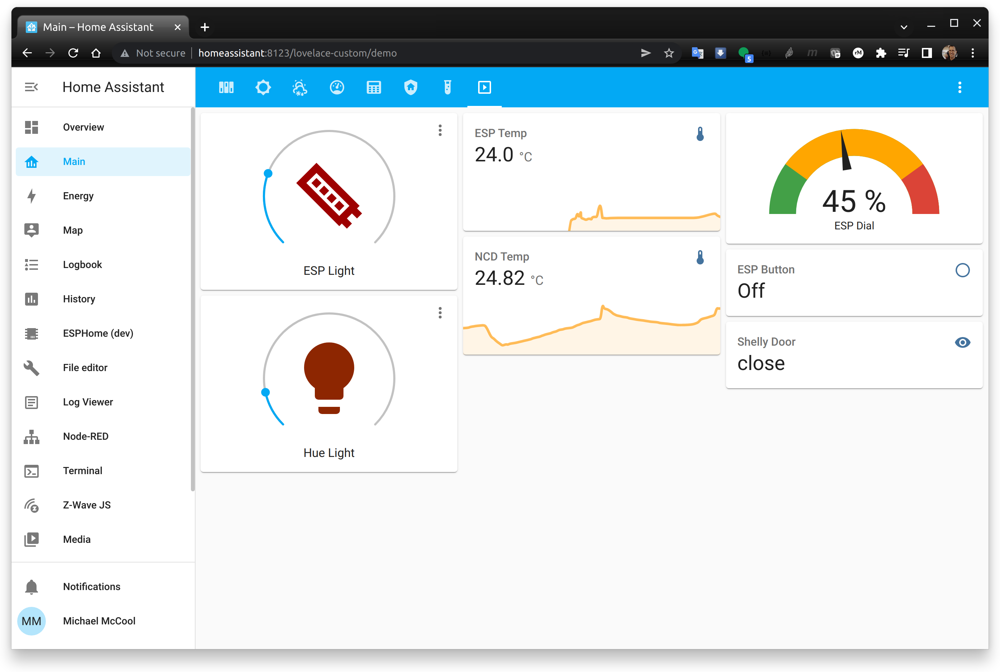 Main – Home Assistant
Not secure
homeassistant:8123/lovelace-custom/demo
5
rM
Home Assistant
Overview
Main
Energy
Map
Logbook
History
ESPHome (dev)
File editor
Log Viewer
Node-RED
Terminal
Z-Wave JS
Media
Notifications
MM
Michael McCool
ESP Light
Hue Light
ESP Temp
24.0 °C
NCD Temp
24.82 °C
45 %
ESP Dial
ESP Button
Off
Shelly Door
close